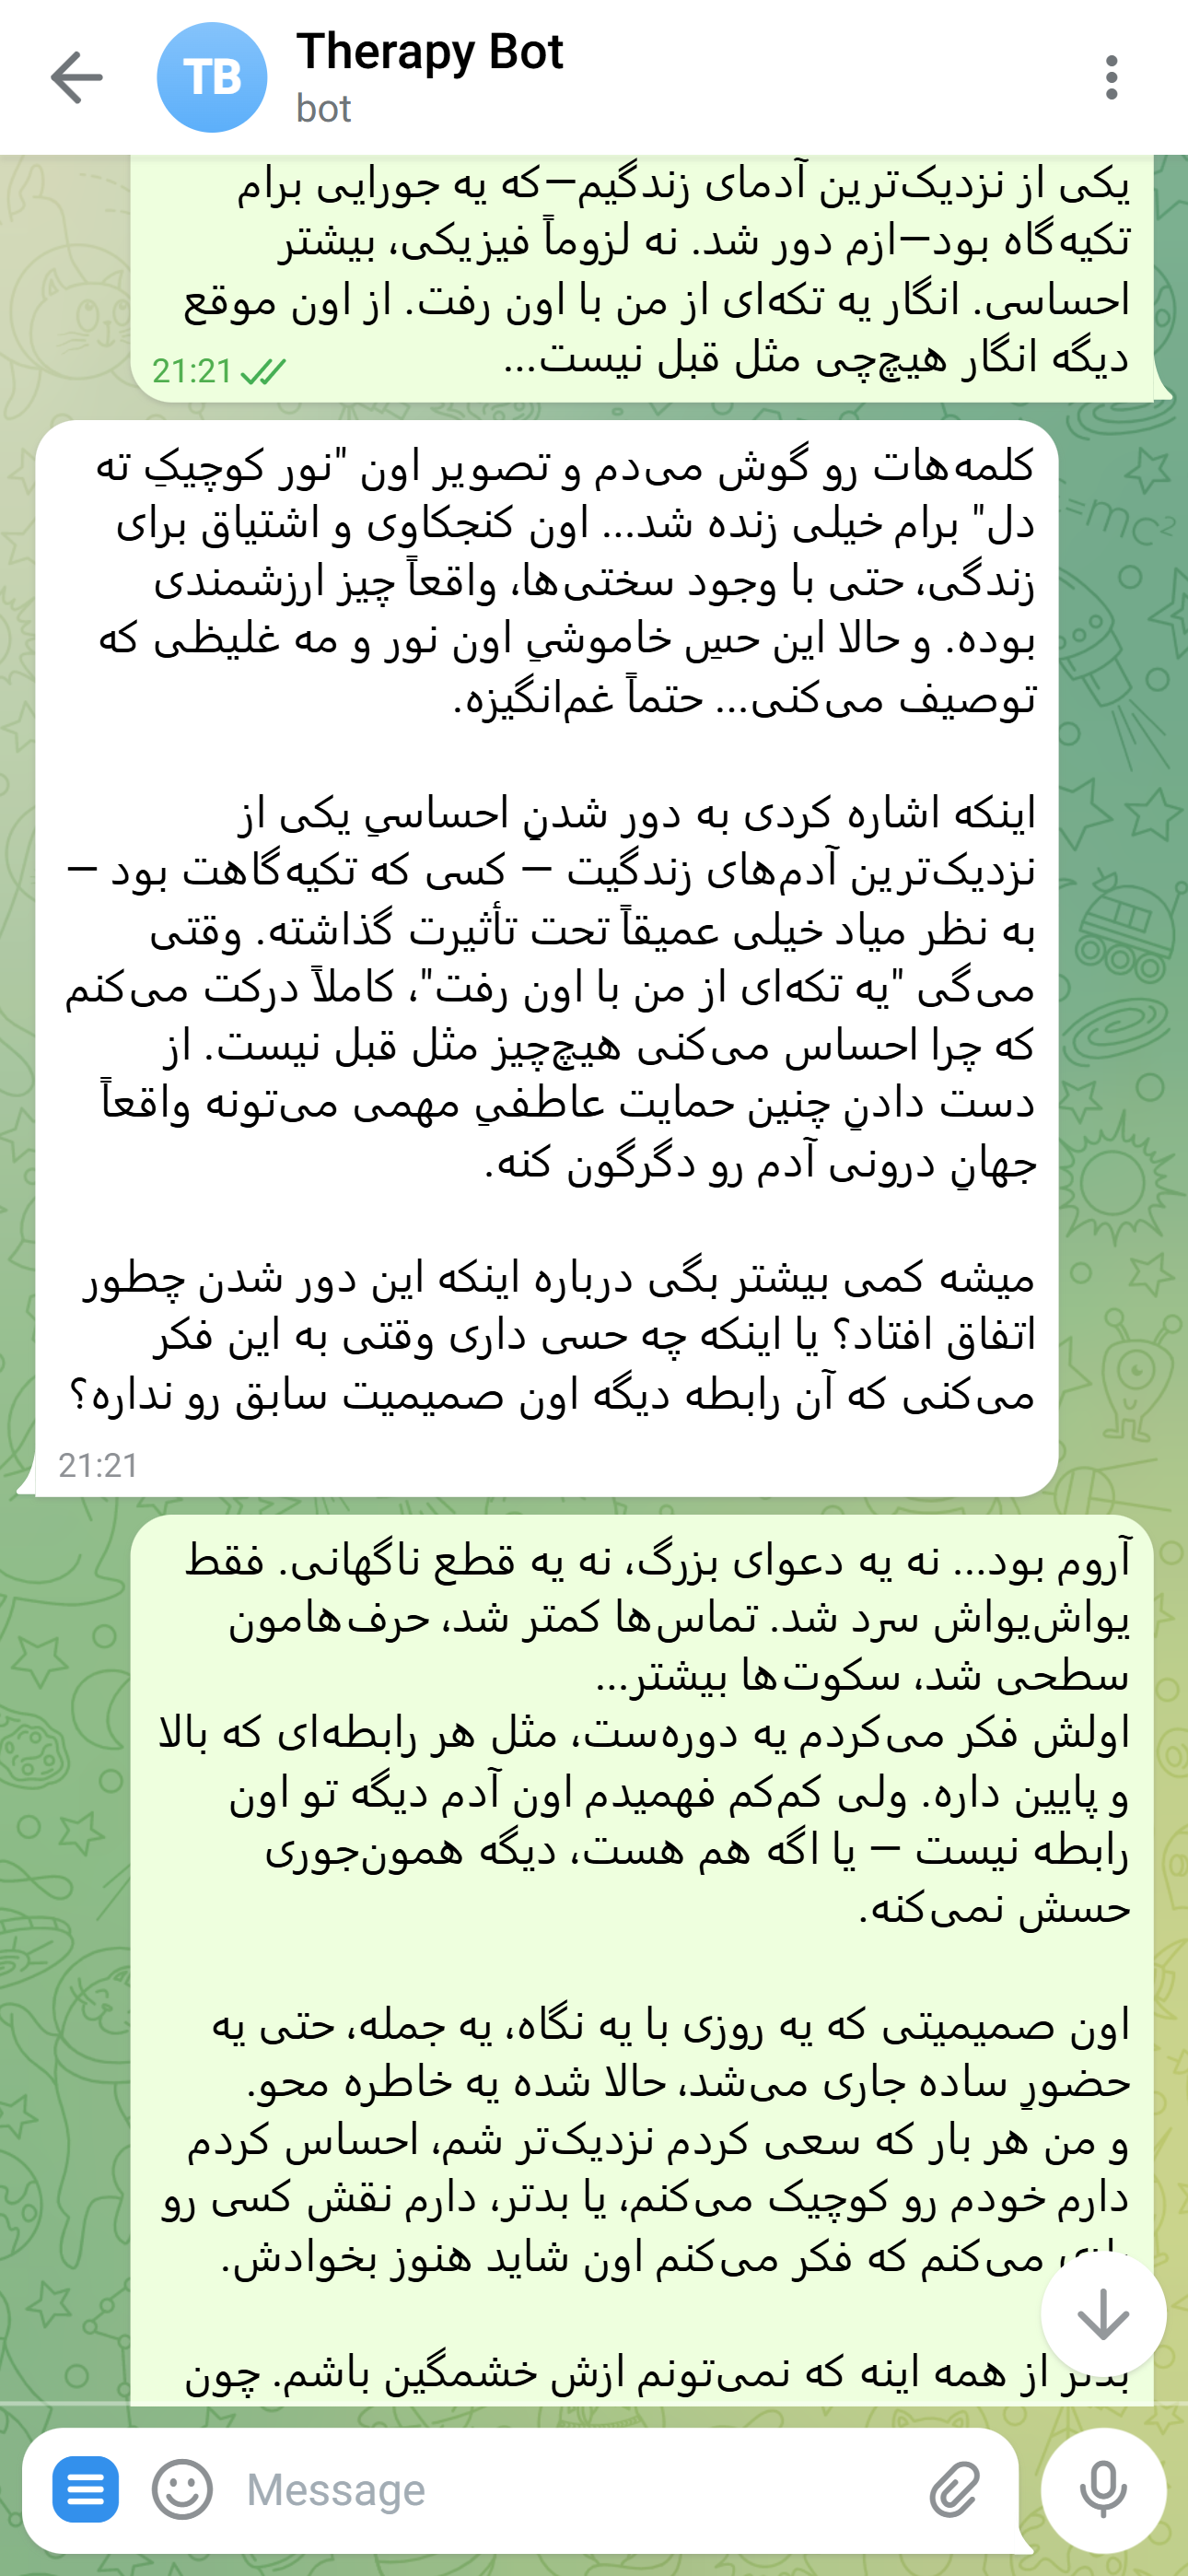 Therapy Bot
TB
bot
یکی از نزدیک‌ترین آدمای زندگیم—که یه جورایی برام
تکیه‌گاه بود—ازم دور شد. نه لزوماً فیزیکی، بیشتر
احساسی. انگار یه تکه‌ای از من با اون رفت. از اون موقع
دیگه انگار هیچ‌چی مثل قبل نیست...
21:21
کلمه‌هات رو گوش می‌دم و تصویر اون "نور کوچیکِ ته
دل" برام خیلی زنده شد... اون کنجکاوی و اشتیاق برای
زندگی، حتی با وجود سختی‌ها، واقعاً چیز ارزشمندی
بوده. و حالا این حسِ خاموشیِ اون نور و مه غلیظی که
توصیف می‌کنی... حتماً غم‌انگیزه.
اینکه اشاره کردی به دور شدنِ احساسیِ یکی از
نزدیک‌ترین آدم‌های زندگیت — کسی که تکیه‌گاهت بود —
به نظر میاد خیلی عمیقاً تحت تأثیرت گذاشته. وقتی
می‌گی "یه تکه‌ای از من با اون رفت"، کاملاً درکت می‌کنم
که چرا احساس می‌کنی هیچ‌چیز مثل قبل نیست. از
دست دادنِ چنین حمایت عاطفیِ مهمی می‌تونه واقعاً
جهانِ درونی آدم رو دگرگون کنه.
میشه کمی بیشتر بگی درباره اینکه این دور شدن چطور
اتفاق افتاد؟ یا اینکه چه حسی داری وقتی به این فکر
می‌کنی که آن رابطه دیگه اون صمیمیت سابق رو نداره؟
21:21
آروم بود... نه یه دعوای بزرگ، نه یه قطع ناگهانی. فقط
یواش‌یواش سرد شد. تماس‌ها کمتر شد، حرف‌هامون
سطحی شد، سکوت‌ها بیشتر...
اولش فکر می‌کردم یه دوره‌ست، مثل هر رابطه‌ای که بالا
و پایین داره. ولی کم‌کم فهمیدم اون آدم دیگه تو اون
رابطه نیست — یا اگه هم هست، دیگه همون‌جوری
حسش نمی‌کنه.
اون صمیمیتی که یه روزی با یه نگاه، یه جمله، حتی یه
حضورِ ساده جاری می‌شد، حالا شده یه خاطره محو.
و من هر بار که سعی کردم نزدیک‌تر شم، احساس کردم
دارم خودم رو کوچیک می‌کنم، یا بدتر، دارم نقش کسی رو
می‌کنم که فکر می‌کنم اون شاید هنوز بخوادش.
بدتر از همه اینه که نمی‌تونم ازش خشمگین باشم. چون
Message